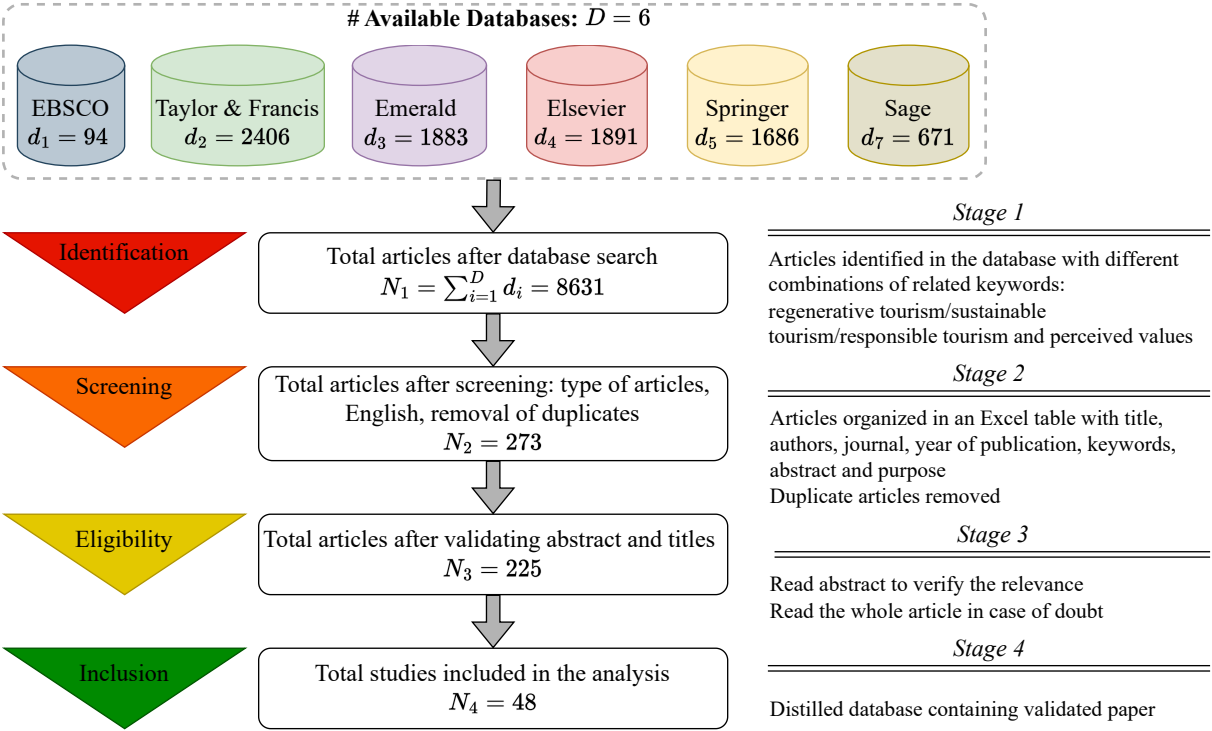 # Available Databases: D = 6
EBSCO
d₁ = 94
Taylor & Francis
d₂ = 2406
Emerald
d₃ = 1883
Elsevier
d₄ = 1891
Springer
d₅ = 1686
Sage
d₇ = 671
Identification
Total articles after database search
N₁ = ∑ᵢ₌₁ᴰ dᵢ = 8631
Stage 1
Articles identified in the database with different
combinations of related keywords:
regenerative tourism/sustainable
tourism/responsible tourism and perceived values
Screening
Total articles after screening: type of articles,
English, removal of duplicates
N₂ = 273
Stage 2
Articles organized in an Excel table with title,
authors, journal, year of publication, keywords,
abstract and purpose
Duplicate articles removed
Eligibility
Total articles after validating abstract and titles
N₃ = 225
Stage 3
Read abstract to verify the relevance
Read the whole article in case of doubt
Inclusion
Total studies included in the analysis
N₄ = 48
Stage 4
Distilled database containing validated paper